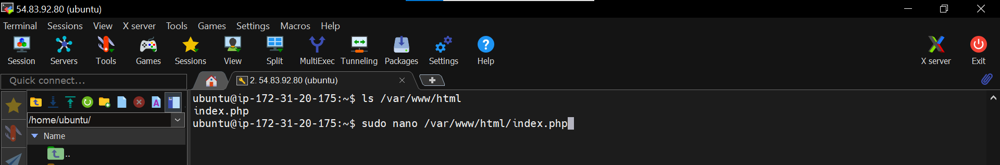 54.83.92.80 (ubuntu)
Terminal Sessions View X server Tools Games Settings Macros Help
Session Servers Tools Games Sessions View Split MultiExec Tunneling Packages Settings Help X server Exit
Quick connect...
2. 54.83.92.80 (ubuntu)
/home/ubuntu/
Name
..
ubuntu@ip-172-31-20-175:~$ ls /var/www/html
index.php
ubuntu@ip-172-31-20-175:~$ sudo nano /var/www/html/index.php